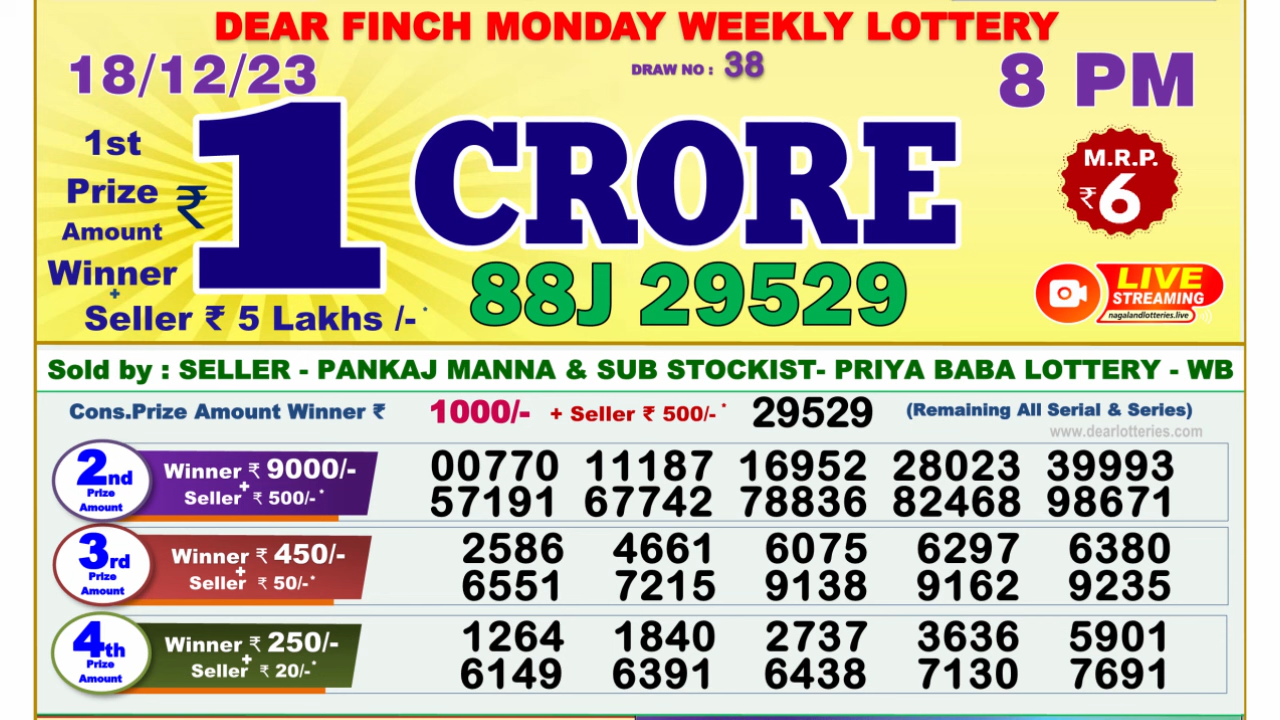 DEAR FINCH MONDAY WEEKLY LOTTERY
18/12/23
DRAW NO : 38
8 PM
1st
Prize
Amount
Winner
+
Seller ₹ 5 Lakhs /-*
₹ 1 CRORE
88J 29529
M.R.P.
₹6
LIVE
STREAMING
nagalandlotteries.live
Sold by : SELLER - PANKAJ MANNA & SUB STOCKIST- PRIYA BABA LOTTERY - WB
Cons.Prize Amount Winner ₹ 1000/- + Seller ₹ 500/-* 29529 (Remaining All Serial & Series)
www.dearlotteries.com
2nd
Prize
Amount
Winner ₹ 9000/-
+
Seller ₹ 500/-*
00770 11187 16952 28023 39993
57191 67742 78836 82468 98671
3rd
Prize
Amount
Winner ₹ 450/-
+
Seller ₹ 50/-*
2586 4661 6075 6297 6380
6551 7215 9138 9162 9235
4th
Prize
Amount
Winner ₹ 250/-
+
Seller ₹ 20/-*
1264 1840 2737 3636 5901
6149 6391 6438 7130 7691